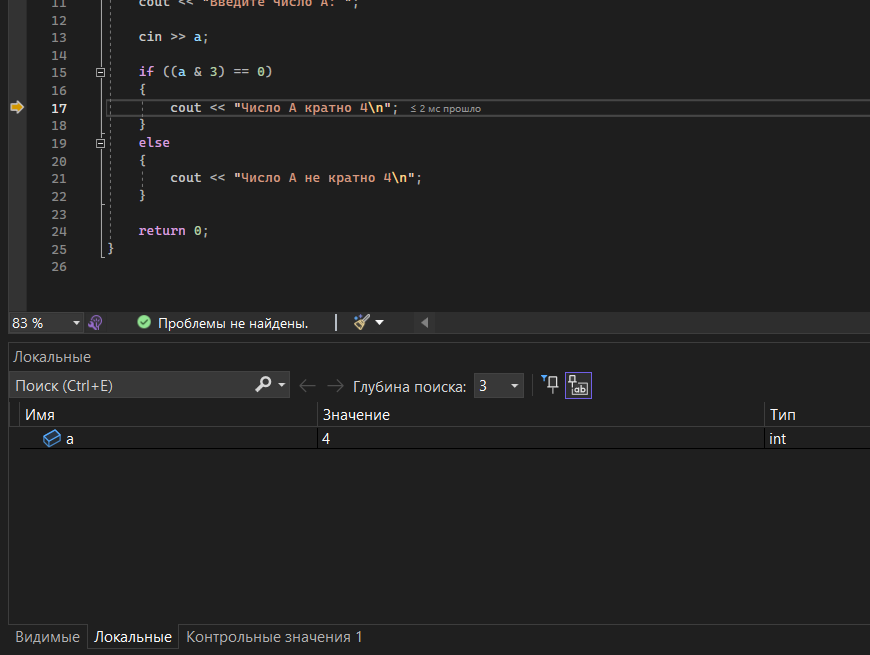 11 cout << "Введите число А: ";
12
13 cin >> a;
14
15 if ((a & 3) == 0)
16 {
17 cout << "Число А кратно 4\n"; ≤ 2 мс прошло
18 }
19 else
20 {
21 cout << "Число А не кратно 4\n";
22 }
23
24 return 0;
25 }
26
83 % Проблемы не найдены.
Локальные
Поиск (Ctrl+E) Глубина поиска: 3
Имя Значение Тип
a 4 int
Видимые Локальные Контрольные значения 1